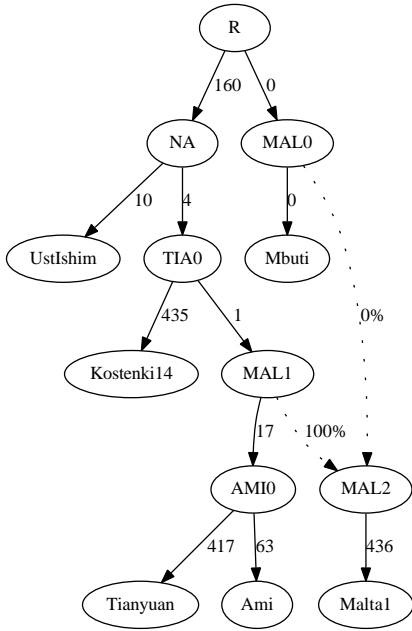 R
160
0
NA
MAL0
10
4
0
UstIshim
TIA0
Mbuti
435
1
0%
Kostenki14
MAL1
17
100%
AMI0
MAL2
417
63
436
Tianyuan
Ami
Malta1